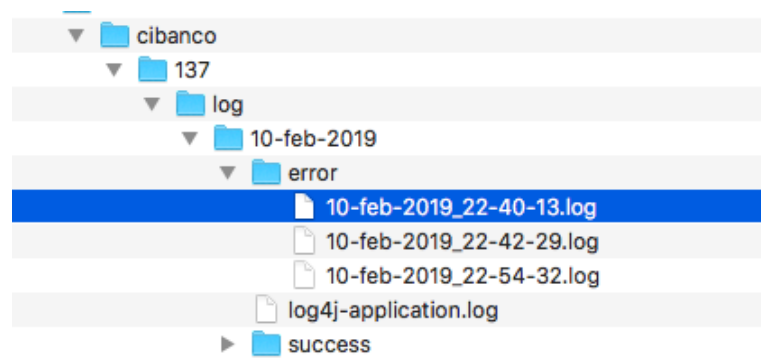 cibanco
137
log
10-feb-2019
error
10-feb-2019_22-40-13.log
10-feb-2019_22-42-29.log
10-feb-2019_22-54-32.log
log4j-application.log
success